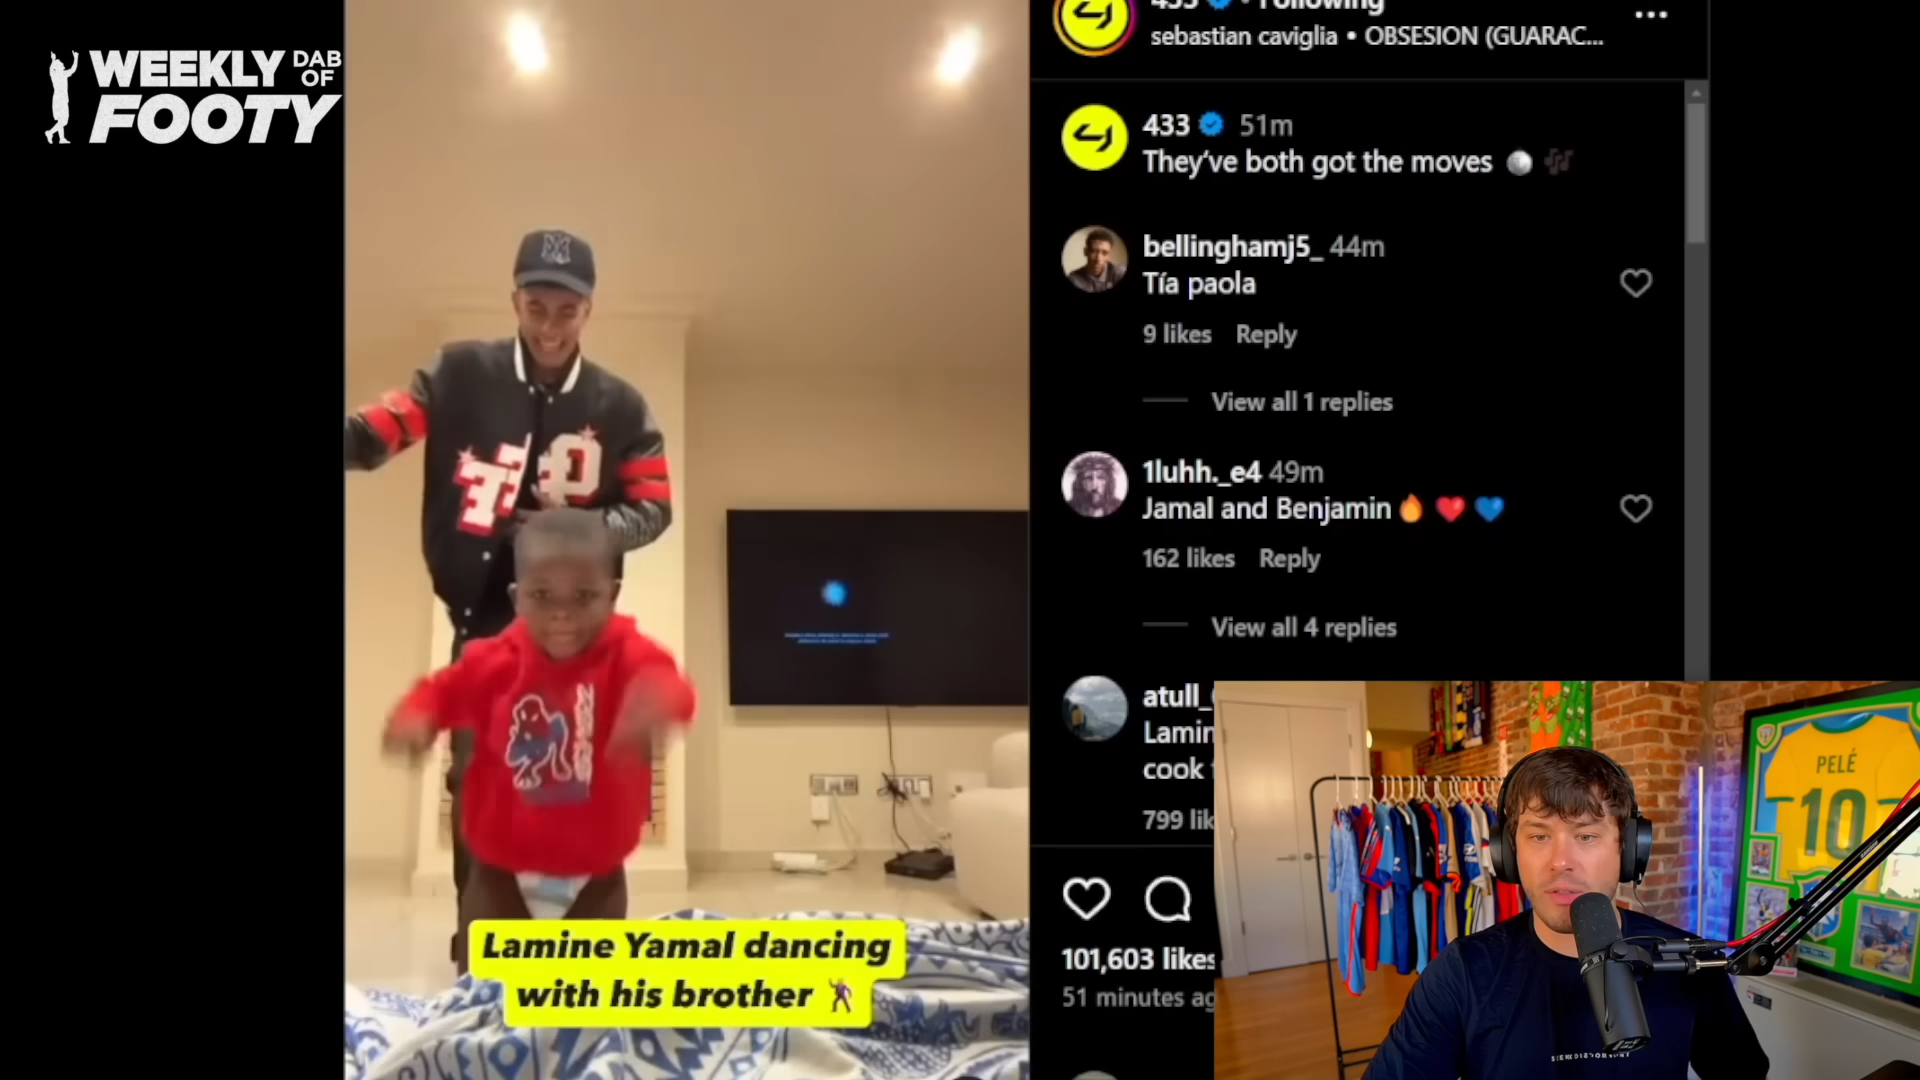 WEEKLY DAB OF
FOOTY
433 • Following
sebastian caviglia • OBSESION (GUARAC...
433 51m
They've both got the moves
bellinghamj5_ 44m
Tía paola
9 likes Reply
View all 1 replies
1luhh._e4 49m
Jamal and Benjamin
162 likes Reply
View all 4 replies
atull_
Lamin
cook
799 lik
101,603 likes
51 minutes ag
Lamine Yamal dancing
with his brother
PELÉ
10